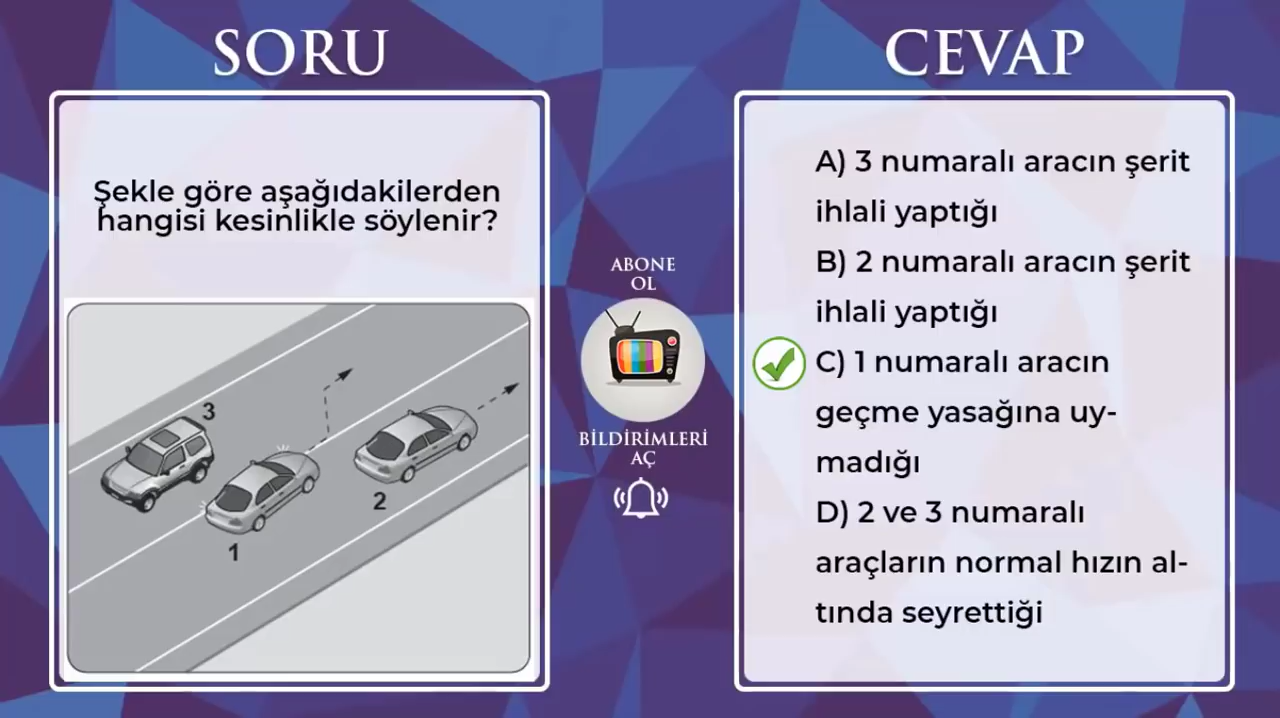 SORU
Şekle göre aşağıdakilerden
hangisi kesinlikle söylenir?
3
2
1
ABONE
OL
BİLDİRİMLERİ
AÇ
CEVAP
A) 3 numaralı aracın şerit
ihlali yaptığı
B) 2 numaralı aracın şerit
ihlali yaptığı
C) 1 numaralı aracın
geçme yasağına uy-
madığı
D) 2 ve 3 numaralı
araçların normal hızın al-
tında seyrettiği